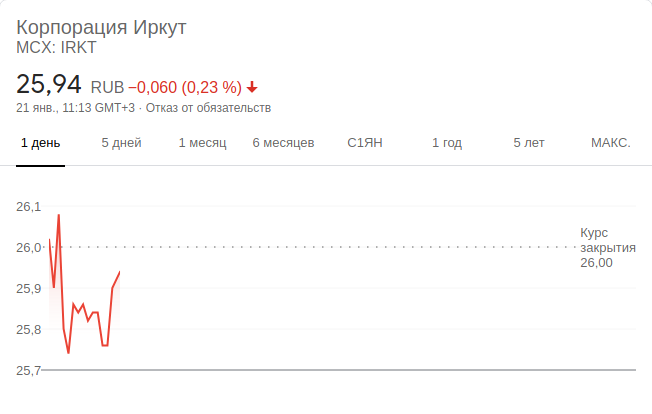 Корпорация Иркут
MCX: IRKT
25,94 RUB −0,060 (0,23 %)
21 янв., 11:13 GMT+3 · Отказ от обязательств
1 день 5 дней 1 месяц 6 месяцев С1ЯН 1 год 5 лет МАКС.
26,1
26,0
Курс
закрытия
26,00
25,9
25,8
25,7